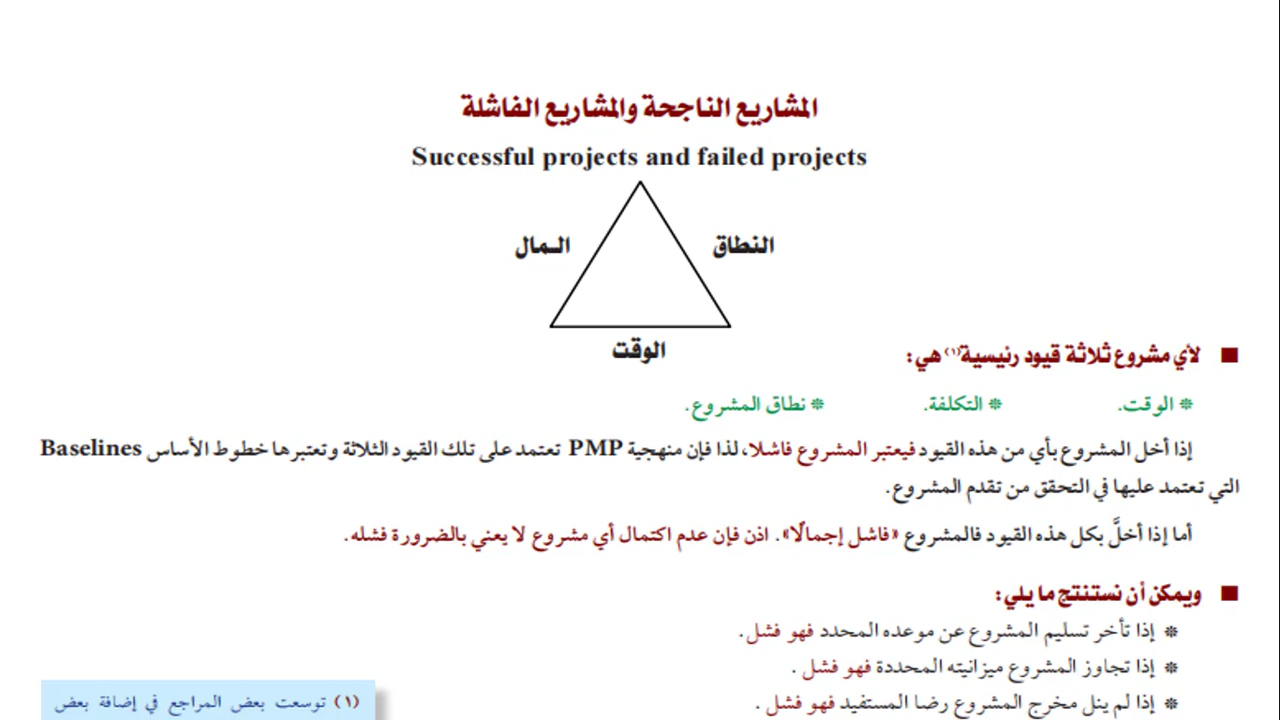 المشاريع الناجحة والمشاريع الفاشلة
Successful projects and failed projects
النطاق
الـمال
الوقت
■ لأي مشروع ثلاثة قيود رئيسية(١) هي:
* الوقت. * التكلفة. * نطاق المشروع.
إذا أخل المشروع بأي من هذه القيود فيعتبر المشروع فاشلا، لذا فإن منهجية PMP تعتمد على تلك القيود الثلاثة وتعتبرها خطوط الأساس Baselines
التي تعتمد عليها في التحقق من تقدم المشروع.
أما إذا أخلَّ بكل هذه القيود فالمشروع «فاشل إجمالًا». اذن فإن عدم اكتمال أي مشروع لا يعني بالضرورة فشله.
■ ويمكن أن نستنتج ما يلي:
* إذا تأخر تسليم المشروع عن موعده المحدد فهو فشل.
* إذا تجاوز المشروع ميزانيته المحددة فهو فشل .
* إذا لم ينل مخرج المشروع رضا المستفيد فهو فشل .
(١) توسعت بعض المراجع في إضافة بعض